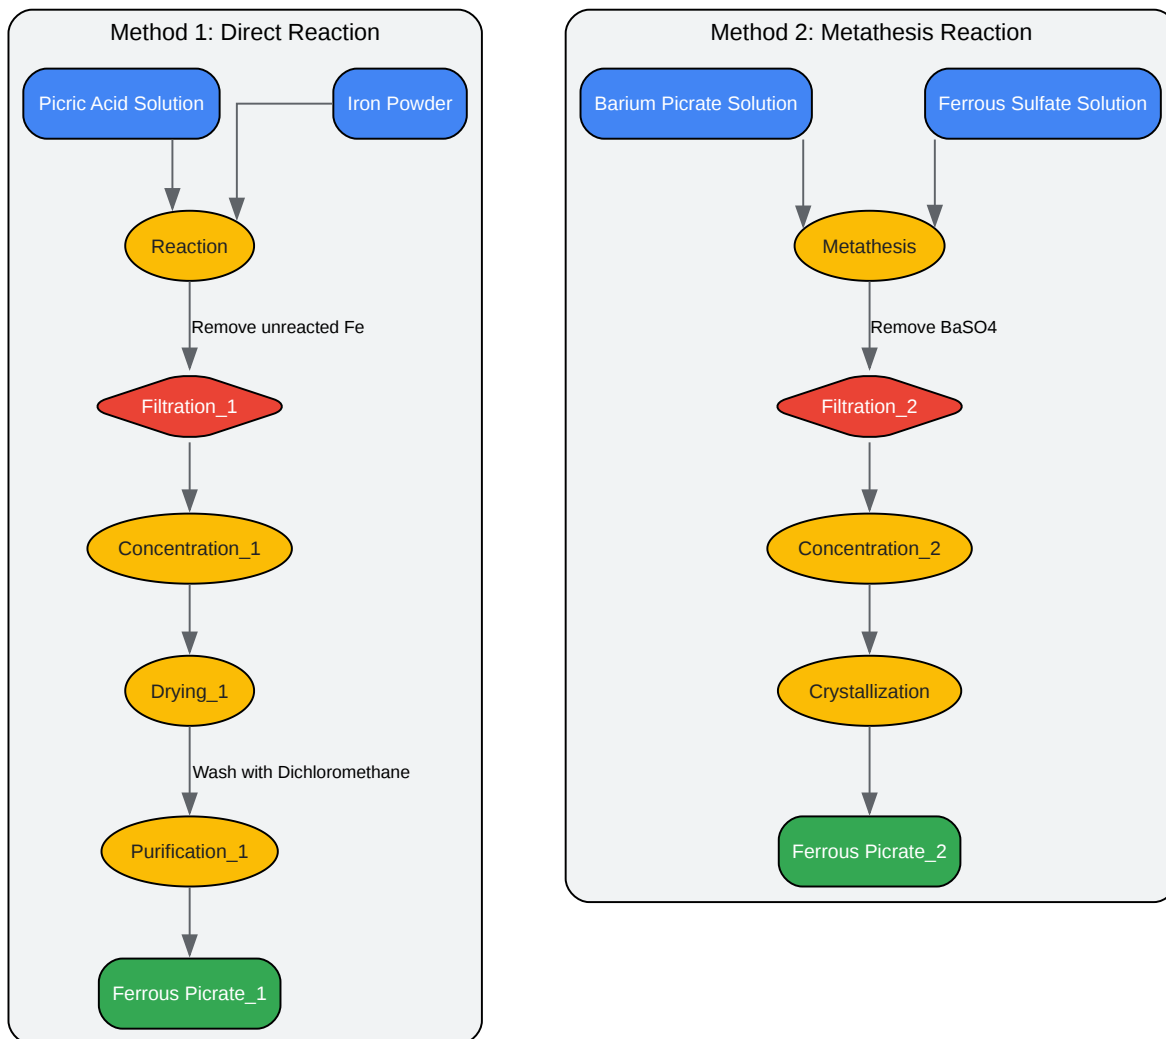 Method 1: Direct Reaction
Picric Acid Solution
Iron Powder
Reaction
Remove unreacted Fe
Filtration_1
Concentration_1
Drying_1
Wash with Dichloromethane
Purification_1
Ferrous Picrate_1
Method 2: Metathesis Reaction
Barium Picrate Solution
Ferrous Sulfate Solution
Metathesis
Remove BaSO4
Filtration_2
Concentration_2
Crystallization
Ferrous Picrate_2